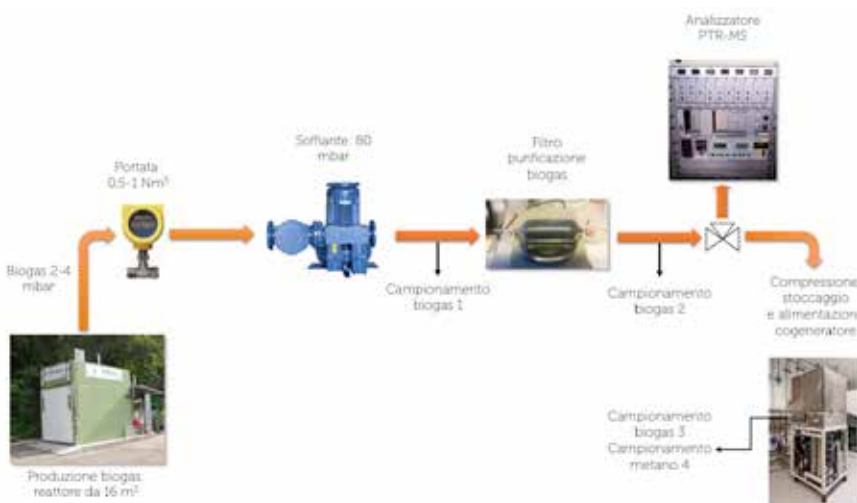 Analizzatore
PTR-MS
Soffiante: 80
mbar
Filtro
purificazione
biogas
Portata
0.5-1 Nm³
Biogas 2-4
mbar
Campionamento
biogas 1
Campionamento
biogas 2
Compressione
stoccaggio
e alimentazione
cogeneratore
Campionamento
biogas 3
Campionamento
metano 4
Produzione biogas:
reattore da 16 m³